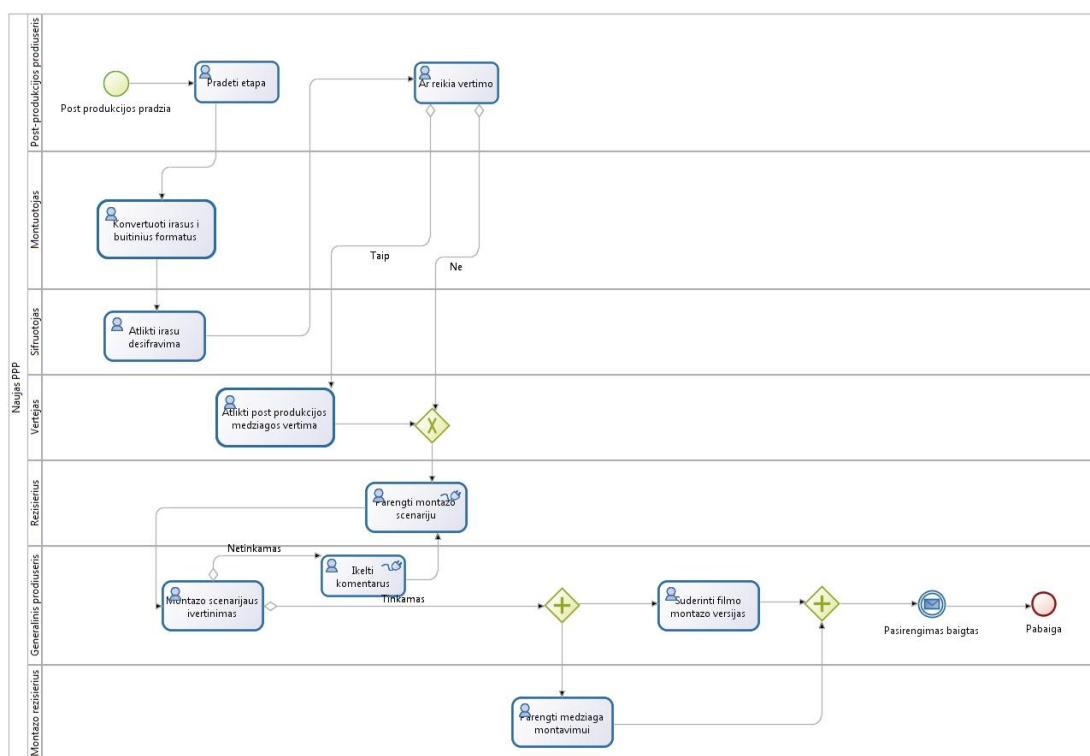 Naujas PPP
Post-produkcijos prodiuseris
Post produkcijos pradzia
Pradeti etapa
Ar reikia vertimo
Montuotojas
Konvertuoti irasus i
buitinius formatus
Taip
Ne
Sifruotojas
Atlikti irasu
desifravima
Vertejas
Atlikti post produkcijos
medziagos vertima
Rezisierius
Parengti montazo
scenariju
Generalinis prodiuseris
Netinkamas
Ikelti
komentarus
Montazo scenarijaus
ivertinimas
Tinkamas
Suderinti filmo
montazo versijas
Pasirengimas baigtas
Pabaiga
Montazo rezisierius
Parengti medziaga
montavimui